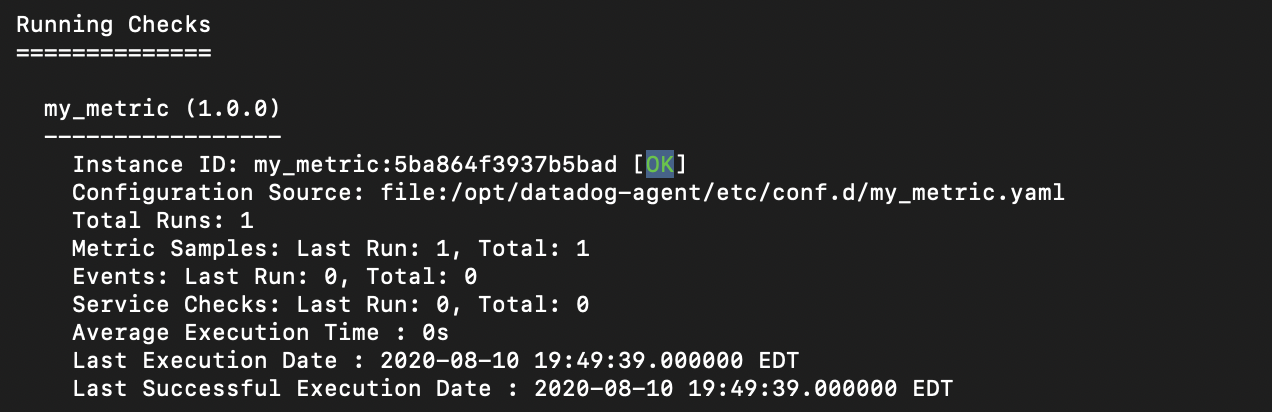 Running Checks
==============
my_metric (1.0.0)
-----------------
Instance ID: my_metric:5ba864f3937b5bad [OK]
Configuration Source: file:/opt/datadog-agent/etc/conf.d/my_metric.yaml
Total Runs: 1
Metric Samples: Last Run: 1, Total: 1
Events: Last Run: 0, Total: 0
Service Checks: Last Run: 0, Total: 0
Average Execution Time : 0s
Last Execution Date : 2020-08-10 19:49:39.000000 EDT
Last Successful Execution Date : 2020-08-10 19:49:39.000000 EDT